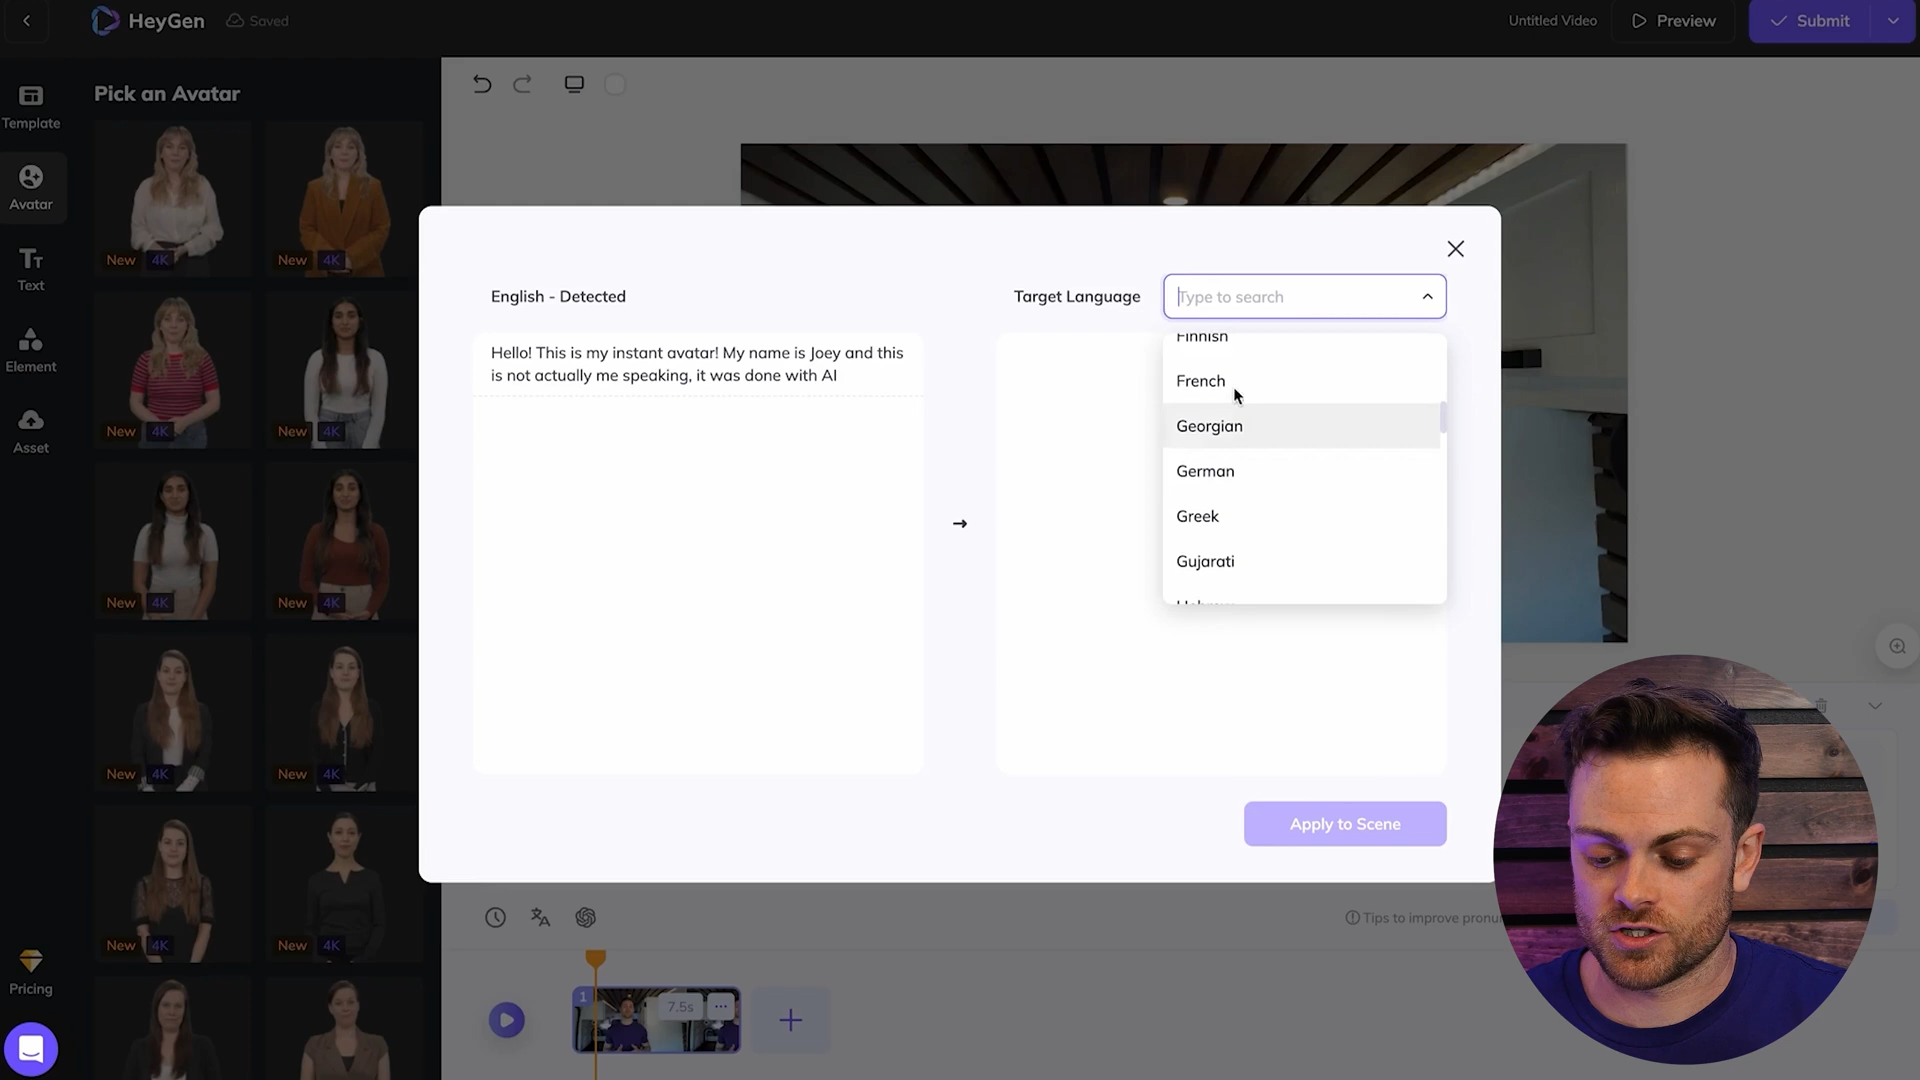 HeyGen
Saved
Untitled Video
Preview
Submit
Template
Avatar
Text
Element
Asset
Pricing
Pick an Avatar
New 4K
New 4K
New 4K
New 4K
New 4K
New 4K
New 4K
New 4K
New 4K
New 4K
English - Detected
Hello! This is my instant avatar! My name is Joey and this
is not actually me speaking, it was done with AI
Target Language
Type to search
Finnish
French
Georgian
German
Greek
Gujarati
Apply to Scene
Tips to improve
1
7.5s